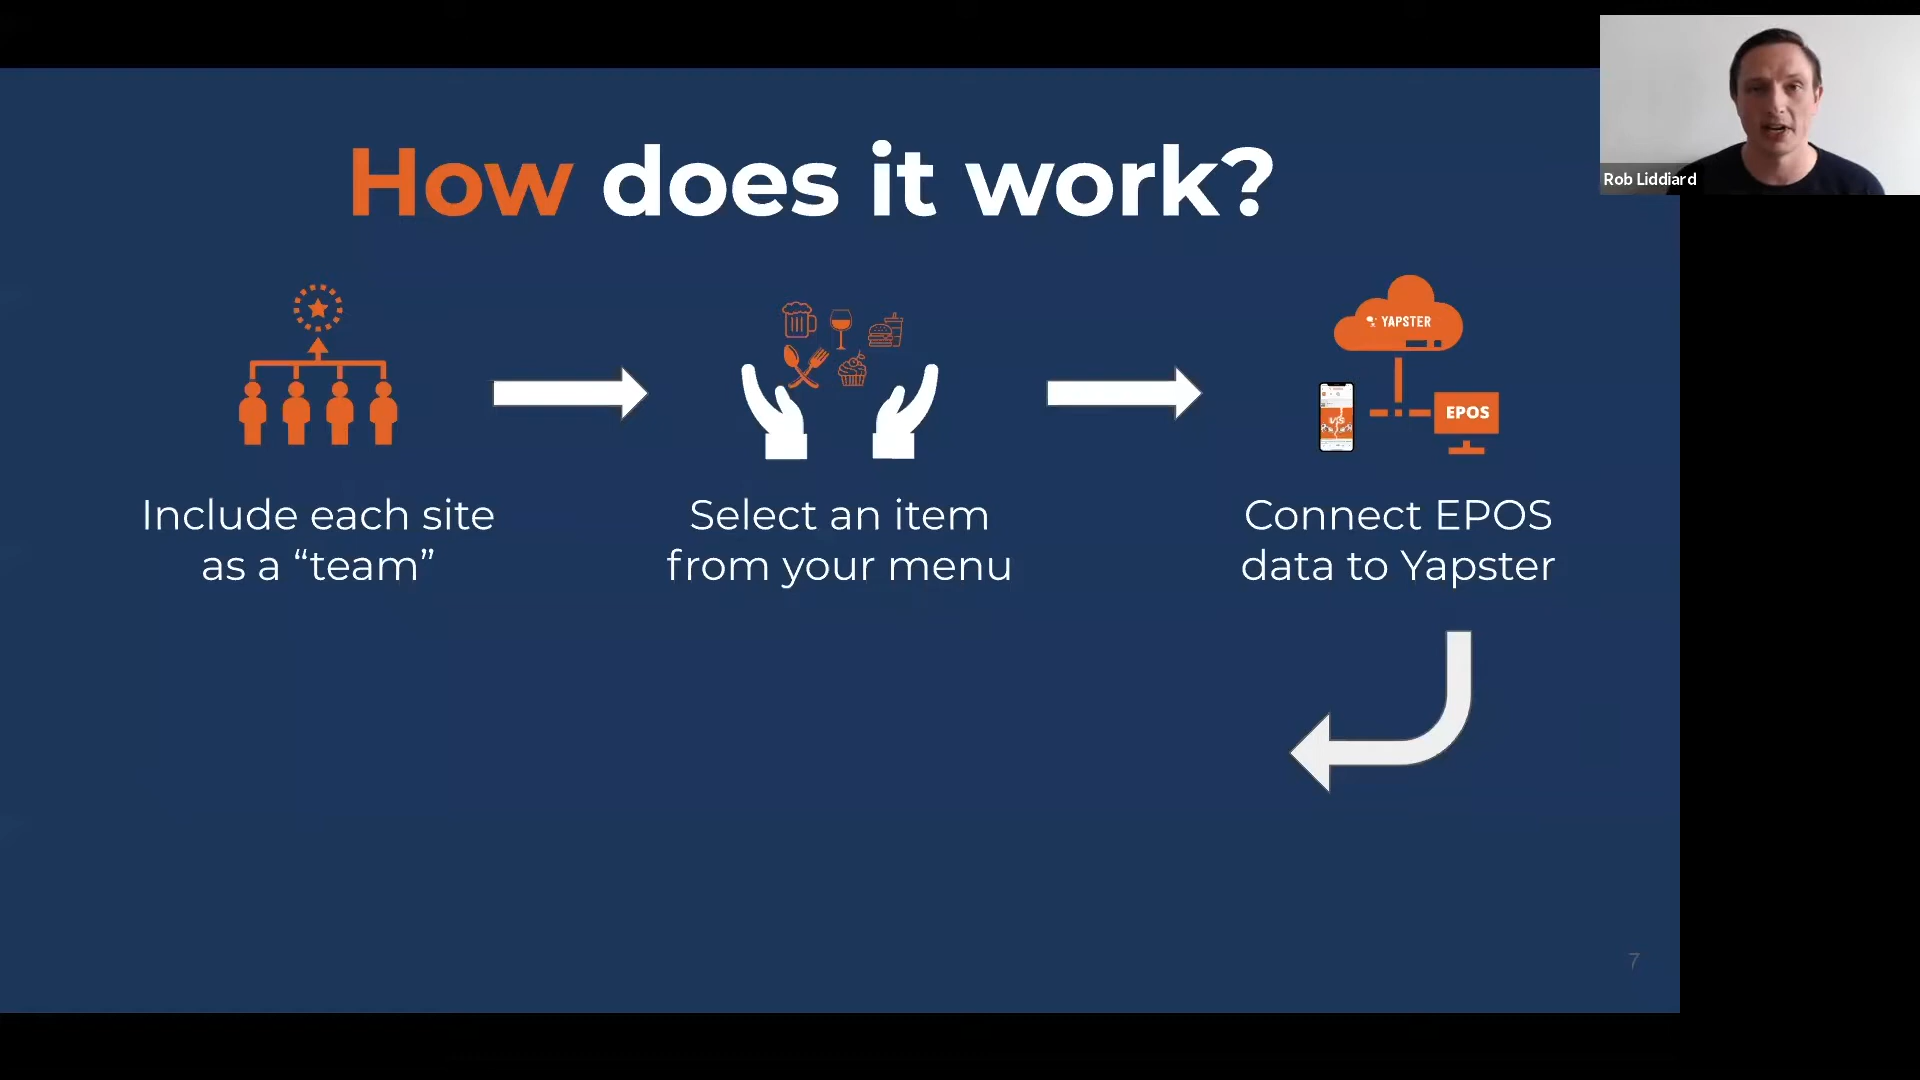 Rob Liddiard
How does it work?
YAPSTER
EPOS
Include each site
as a “team”
Select an item
from your menu
Connect EPOS
data to Yapster
7